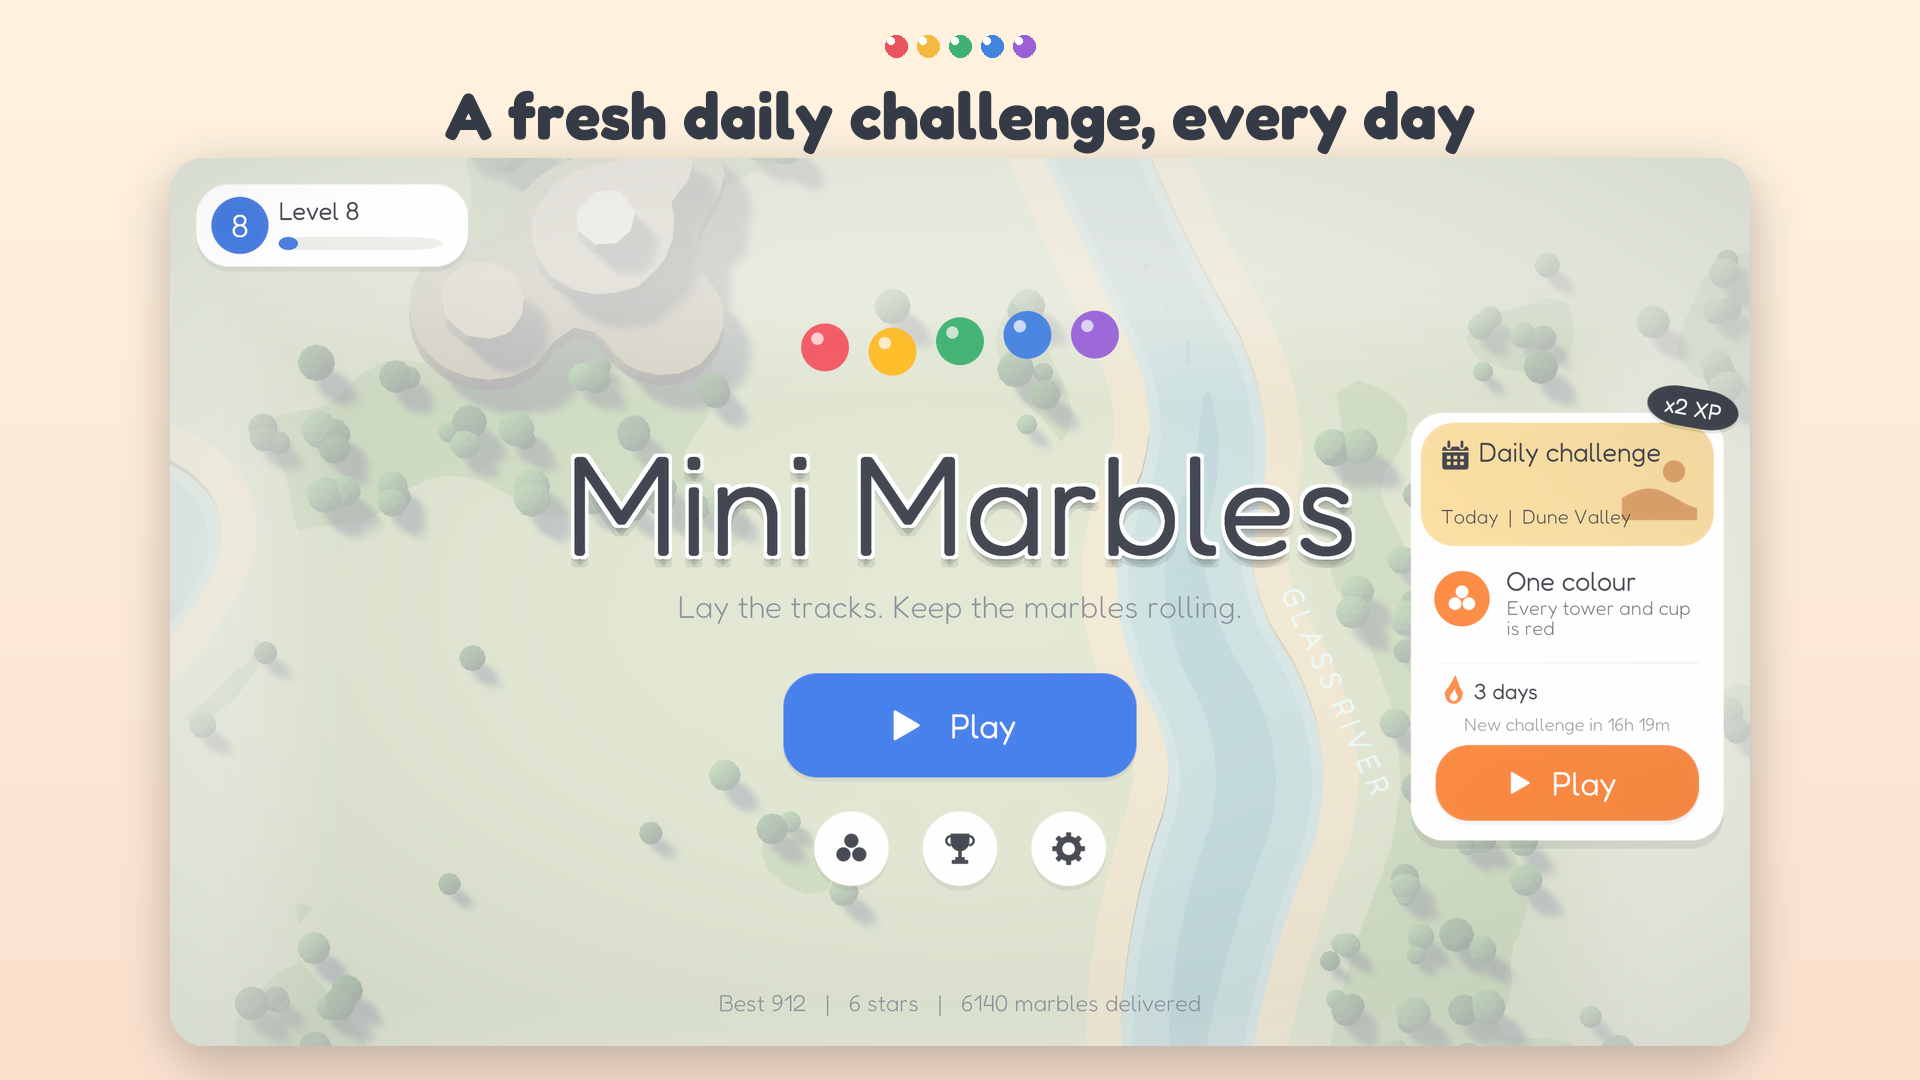 A fresh daily challenge, every day
8
Level 8
x2 XP
Daily challenge
Today | Dune Valley
Mini Marbles
Lay the tracks. Keep the marbles rolling.
One colour
Every tower and cup
is red
GLASS RIVER
3 days
New challenge in 16h 19m
Play
Play
Best 912 | 6 stars | 6140 marbles delivered